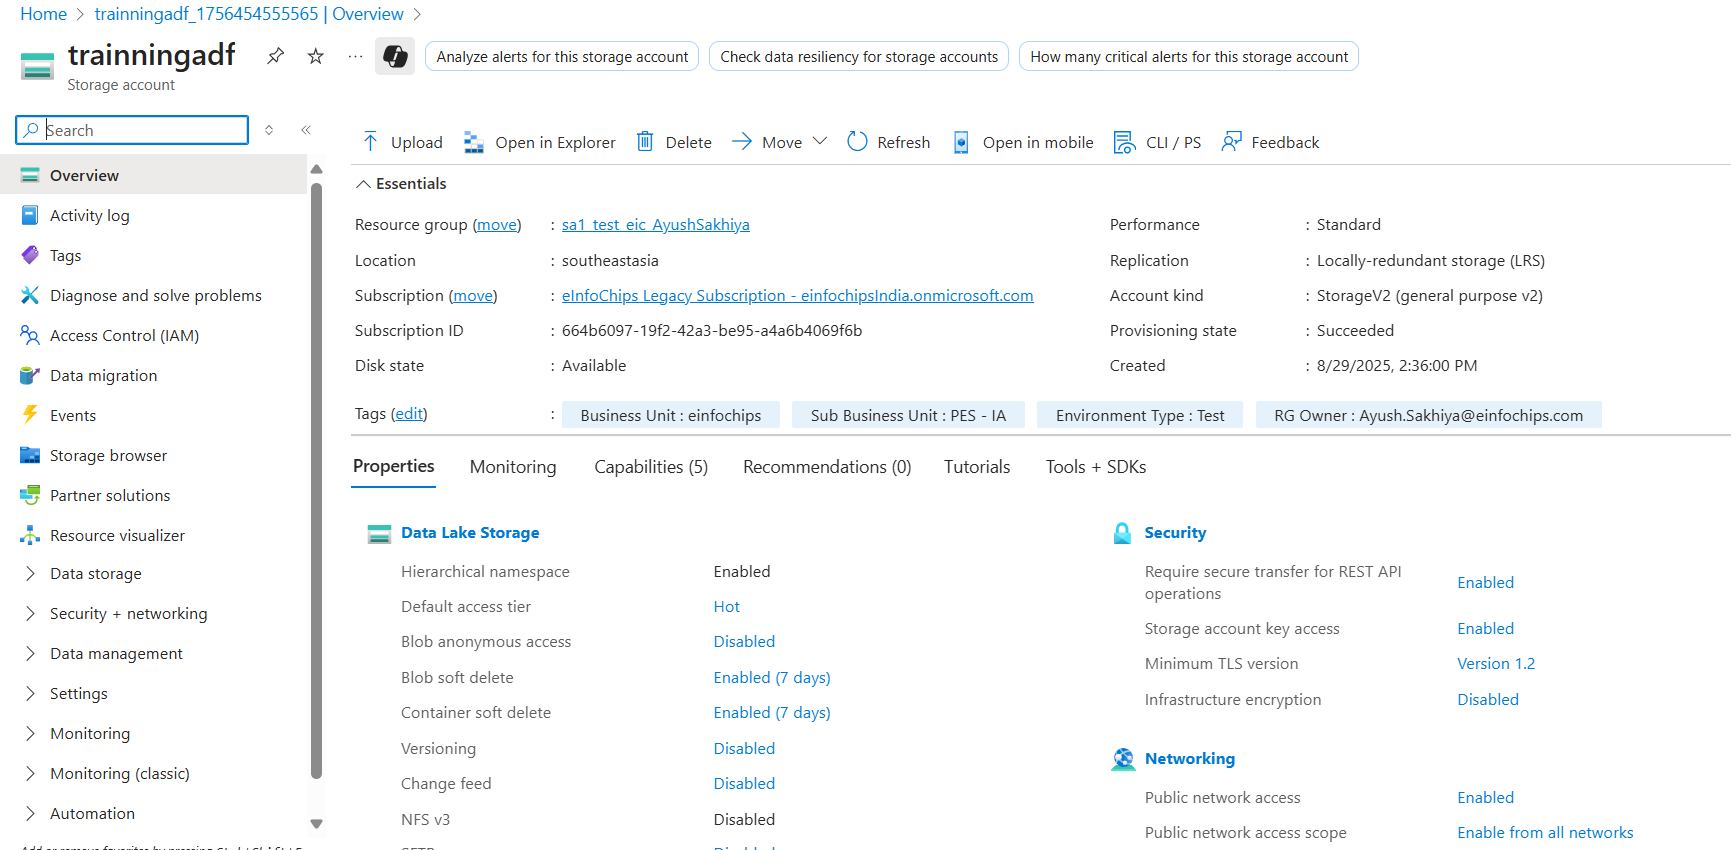 Home > trainningadf_1756454555565 | Overview >
trainningadf
Storage account
Analyze alerts for this storage account
Check data resiliency for storage accounts
How many critical alerts for this storage account
Search
Upload
Open in Explorer
Delete
Move
Refresh
Open in mobile
CLI / PS
Feedback
Overview
Activity log
Tags
Diagnose and solve problems
Access Control (IAM)
Data migration
Events
Storage browser
Partner solutions
Resource visualizer
Data storage
Security + networking
Data management
Settings
Monitoring
Monitoring (classic)
Automation
Essentials
Resource group (move) : sa1_test_eic_AyushSakhiya
Location : southeastasia
Subscription (move) : eInfoChips Legacy Subscription - einfochipsIndia.onmicrosoft.com
Subscription ID : 664b6097-19f2-42a3-be95-a4a6b4069f6b
Disk state : Available
Performance : Standard
Replication : Locally-redundant storage (LRS)
Account kind : StorageV2 (general purpose v2)
Provisioning state : Succeeded
Created : 8/29/2025, 2:36:00 PM
Tags (edit) : Business Unit : einfochips Sub Business Unit : PES - IA Environment Type : Test RG Owner : Ayush.Sakhiya@einfochips.com
Properties Monitoring Capabilities (5) Recommendations (0) Tutorials Tools + SDKs
Data Lake Storage
Hierarchical namespace Enabled
Default access tier Hot
Blob anonymous access Disabled
Blob soft delete Enabled (7 days)
Container soft delete Enabled (7 days)
Versioning Disabled
Change feed Disabled
NFS v3 Disabled
Security
Require secure transfer for REST API
operations Enabled
Storage account key access Enabled
Minimum TLS version Version 1.2
Infrastructure encryption Disabled
Networking
Public network access Enabled
Public network access scope Enable from all networks